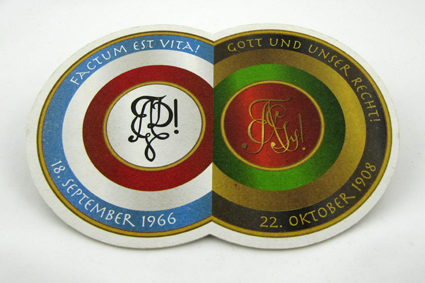 FACTUM EST VITA!
18. SEPTEMBER 1966
GOTT UND UNSER RECHT!
22. OKTOBER 1908